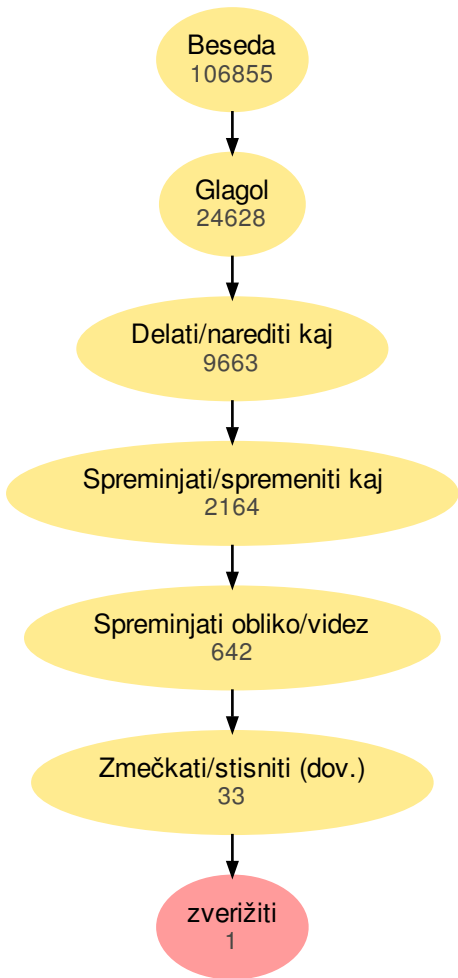 Beseda
106855
Glagol
24628
Delati/narediti kaj
9663
Spreminjati/spremeniti kaj
2164
Spreminjati obliko/videz
642
Zmečkati/stisniti (dov.)
33
zverižiti
1